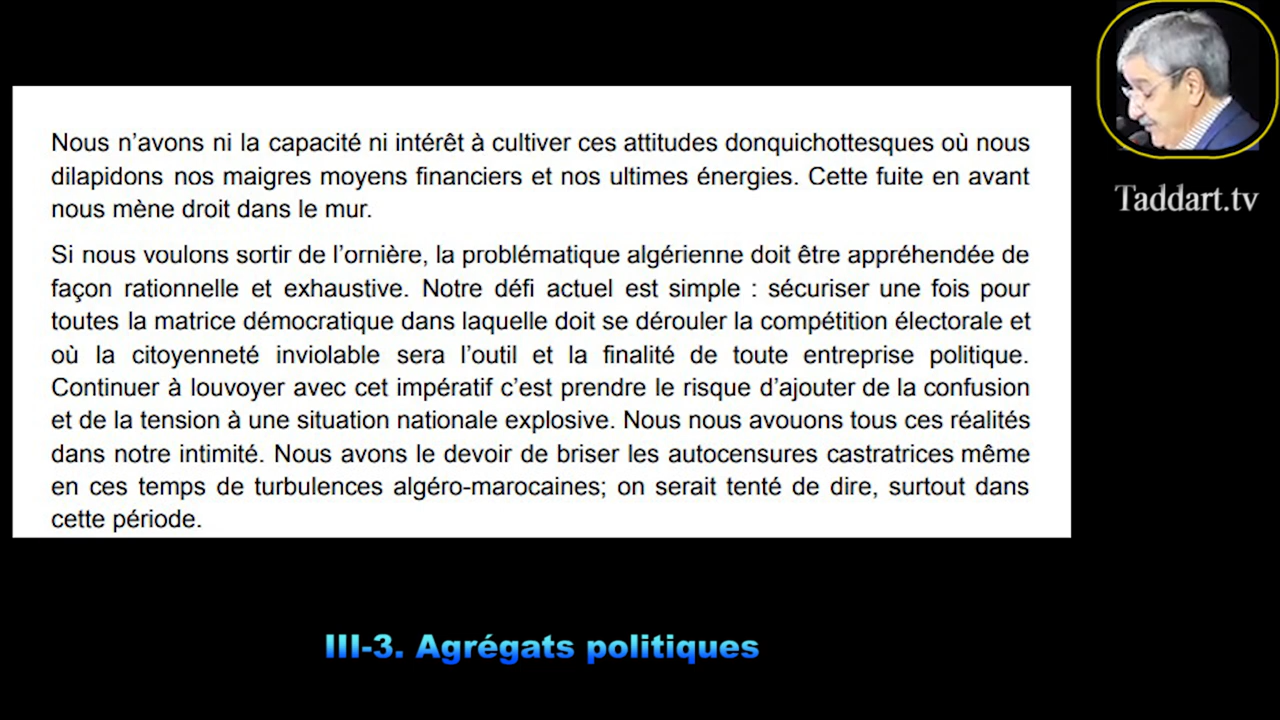 Nous n’avons ni la capacité ni intérêt à cultiver ces attitudes donquichottesques où nous
dilapidons nos maigres moyens financiers et nos ultimes énergies. Cette fuite en avant
nous mène droit dans le mur.
Si nous voulons sortir de l’ornière, la problématique algérienne doit être appréhendée de
façon rationnelle et exhaustive. Notre défi actuel est simple : sécuriser une fois pour
toutes la matrice démocratique dans laquelle doit se dérouler la compétition électorale et
où la citoyenneté inviolable sera l’outil et la finalité de toute entreprise politique.
Continuer à louvoyer avec cet impératif c’est prendre le risque d’ajouter de la confusion
et de la tension à une situation nationale explosive. Nous nous avouons tous ces réalités
dans notre intimité. Nous avons le devoir de briser les autocensures castratrices même
en ces temps de turbulences algéro-marocaines; on serait tenté de dire, surtout dans
cette période.
Taddart.tv
III-3. Agrégats politiques